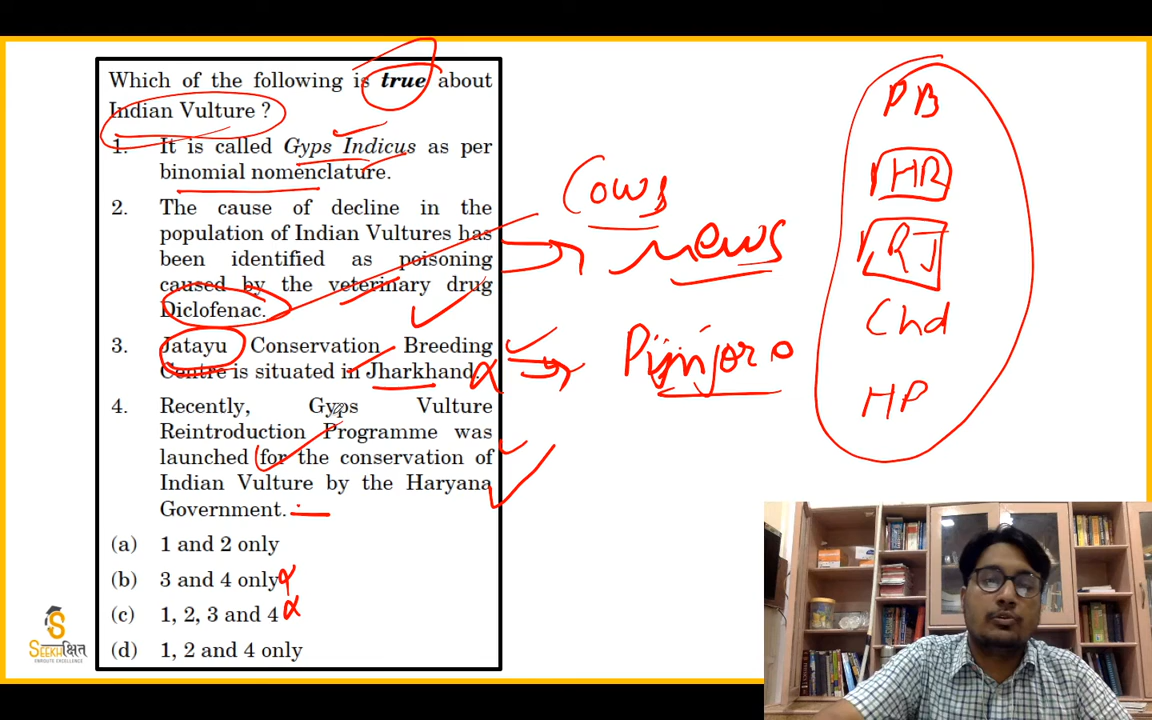 Which of the following is true about
Indian Vulture ?
1. It is called Gyps Indicus as per
binomial nomenclature.
2. The cause of decline in the
population of Indian Vultures has
been identified as poisoning
caused by the veterinary drug
Diclofenac.
3. Jatayu Conservation Breeding
Centre is situated in Jharkhand.
4. Recently, Gyps Vulture
Reintroduction Programme was
launched for the conservation of
Indian Vulture by the Haryana
Government.
(a) 1 and 2 only
(b) 3 and 4 only
(c) 1, 2, 3 and 4
(d) 1, 2 and 4 only
Cows
news
PB
HR
RJ
Chd
HP
SEEKHशिक्षित
ENROUTE EXCELLENCE